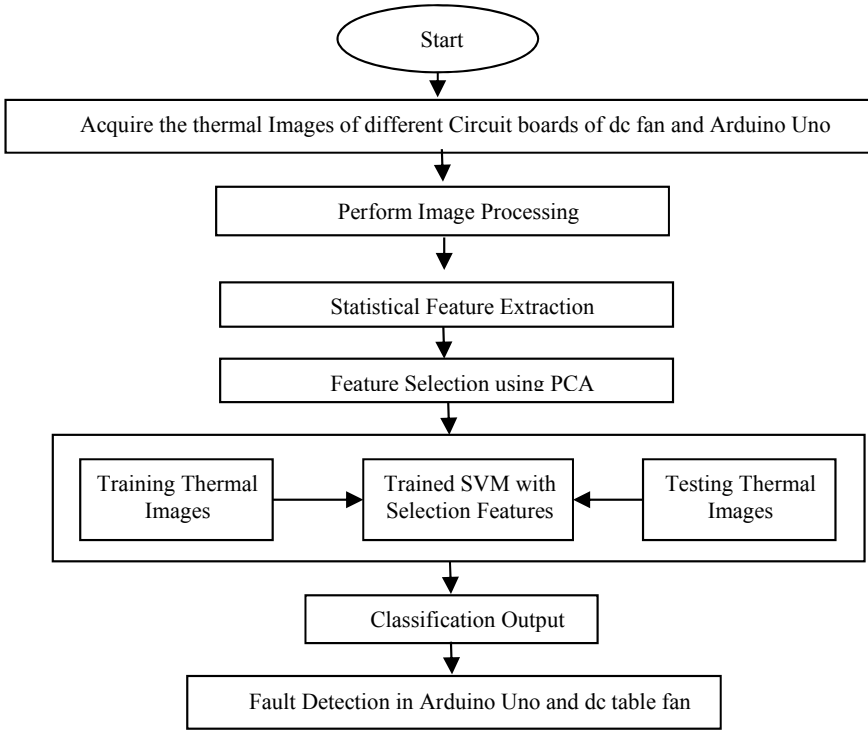 Start
Acquire the thermal Images of different Circuit boards of dc fan and Arduino Uno
Perform Image Processing
Statistical Feature Extraction
Feature Selection using PCA
Training Thermal
Images
Trained SVM with
Selection Features
Testing Thermal
Images
Classification Output
Fault Detection in Arduino Uno and dc table fan